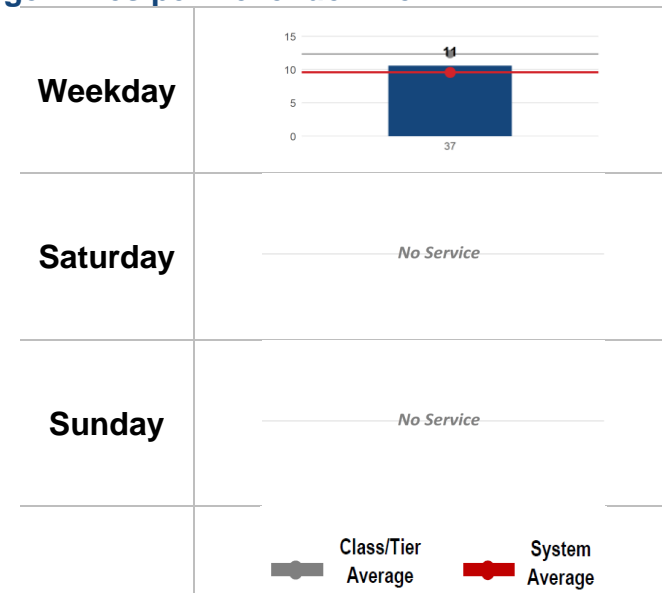 Weekday
15
10
5
0
11
37
Saturday
No Service
Sunday
No Service
Class/Tier
Average
System
Average